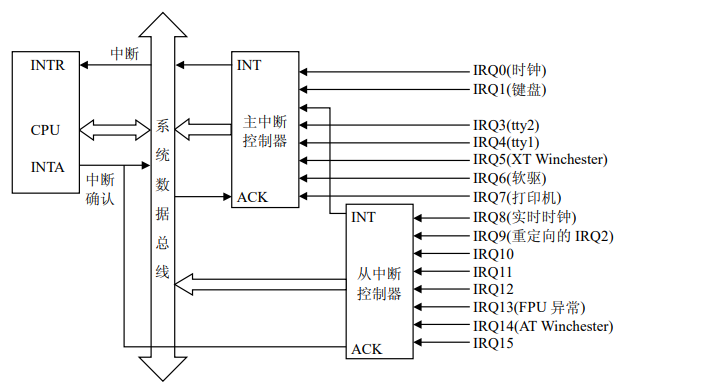 INTR
CPU
INTA
中断
中断
确认
系
统
数
据
总
线
INT
主中断
控制器
ACK
INT
从中断
控制器
ACK
IRQ0(时钟)
IRQ1(键盘)
IRQ3(tty2)
IRQ4(tty1)
IRQ5(XT Winchester)
IRQ6(软驱)
IRQ7(打印机)
IRQ8(实时时钟)
IRQ9(重定向的 IRQ2)
IRQ10
IRQ11
IRQ12
IRQ13(FPU 异常)
IRQ14(AT Winchester)
IRQ15